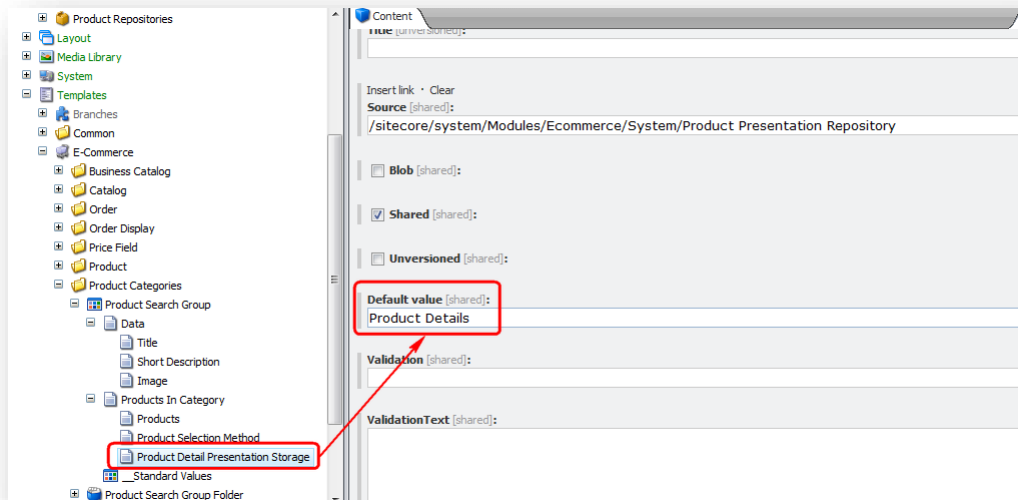 Product Repositories
Layout
Media Library
System
Templates
Branches
Common
E-Commerce
Business Catalog
Catalog
Order
Order Display
Price Field
Product
Product Categories
Product Search Group
Data
Title
Short Description
Image
Products In Category
Products
Product Selection Method
Product Detail Presentation Storage
__Standard Values
Product Search Group Folder
Content
Title [unversioned]:
Insert link · Clear
Source [shared]:
/sitecore/system/Modules/Ecommerce/System/Product Presentation Repository
Blob [shared]:
Shared [shared]:
Unversioned [shared]:
Default value [shared]:
Product Details
Validation [shared]:
ValidationText [shared]: